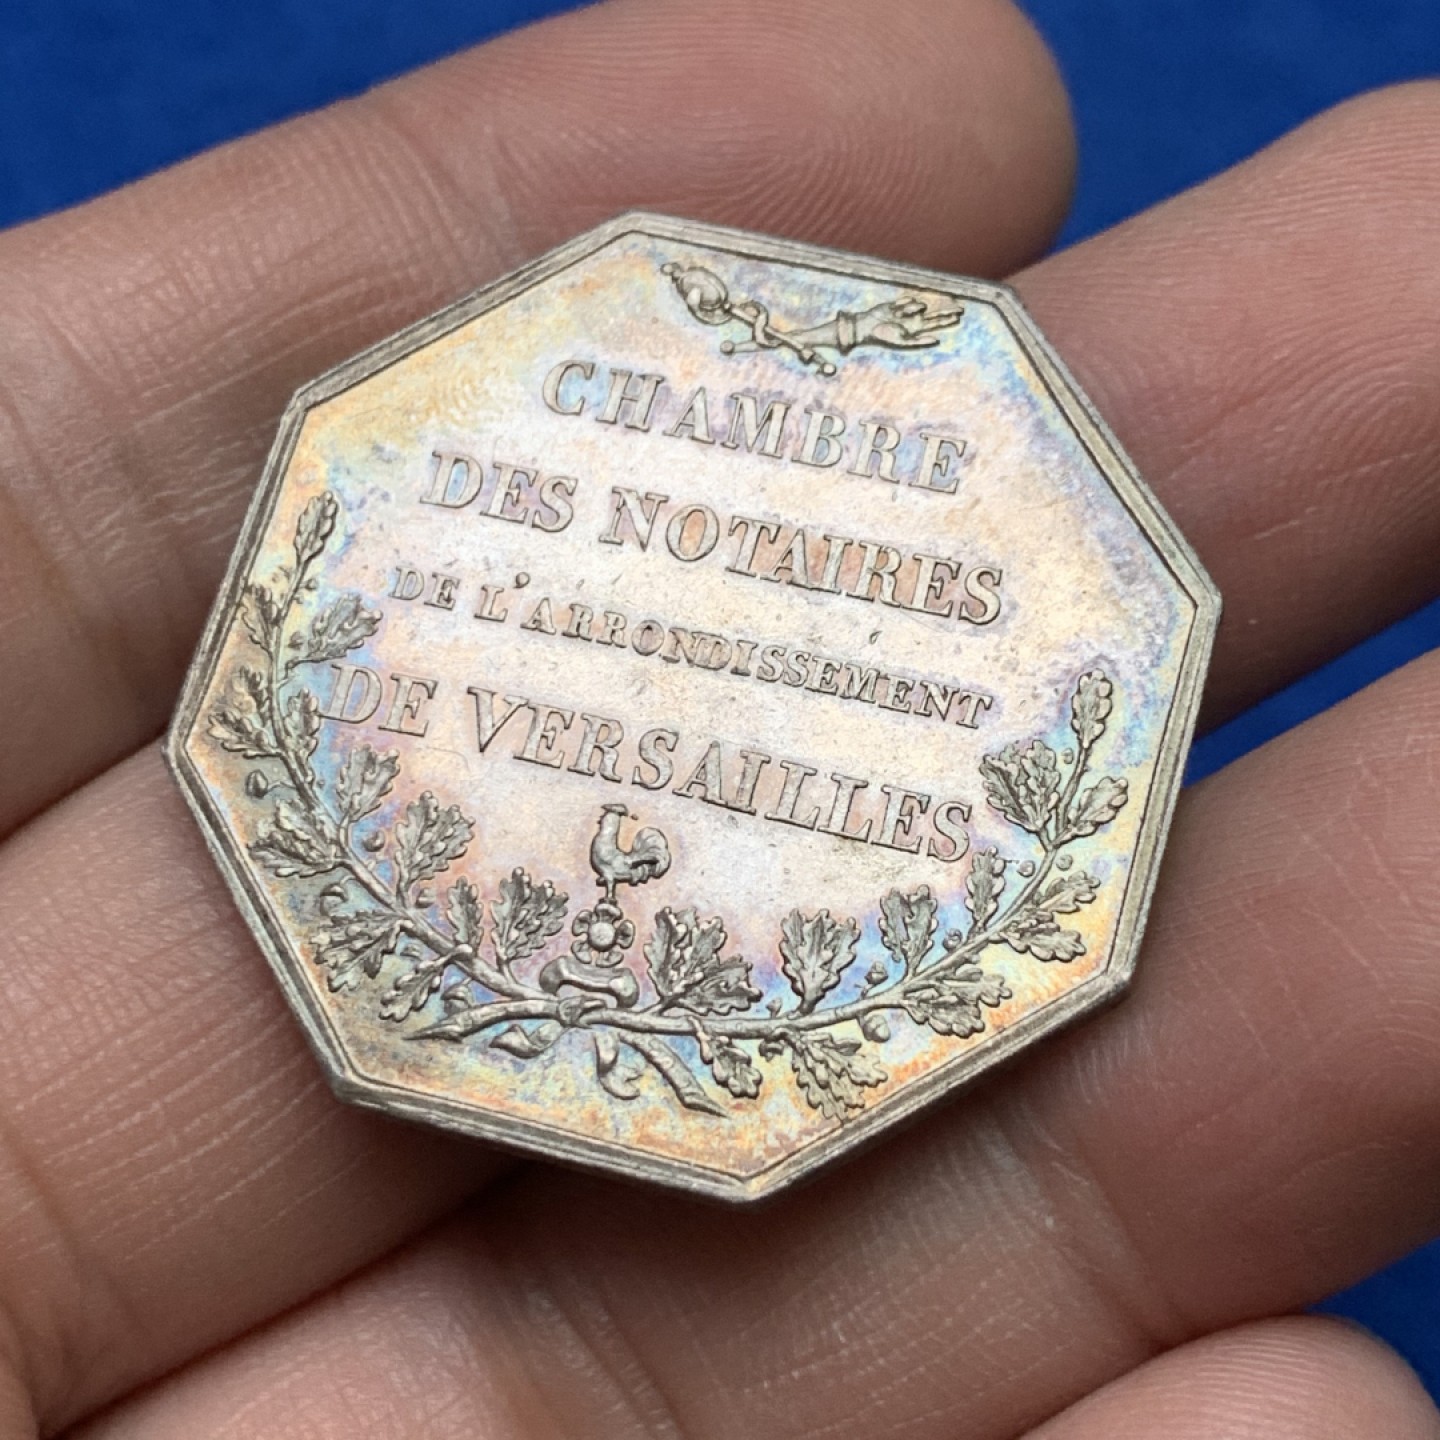 CHAMBRE
DES NOTAIRES
DE L'ARRONDISSEMENT
DE VERSAILLES